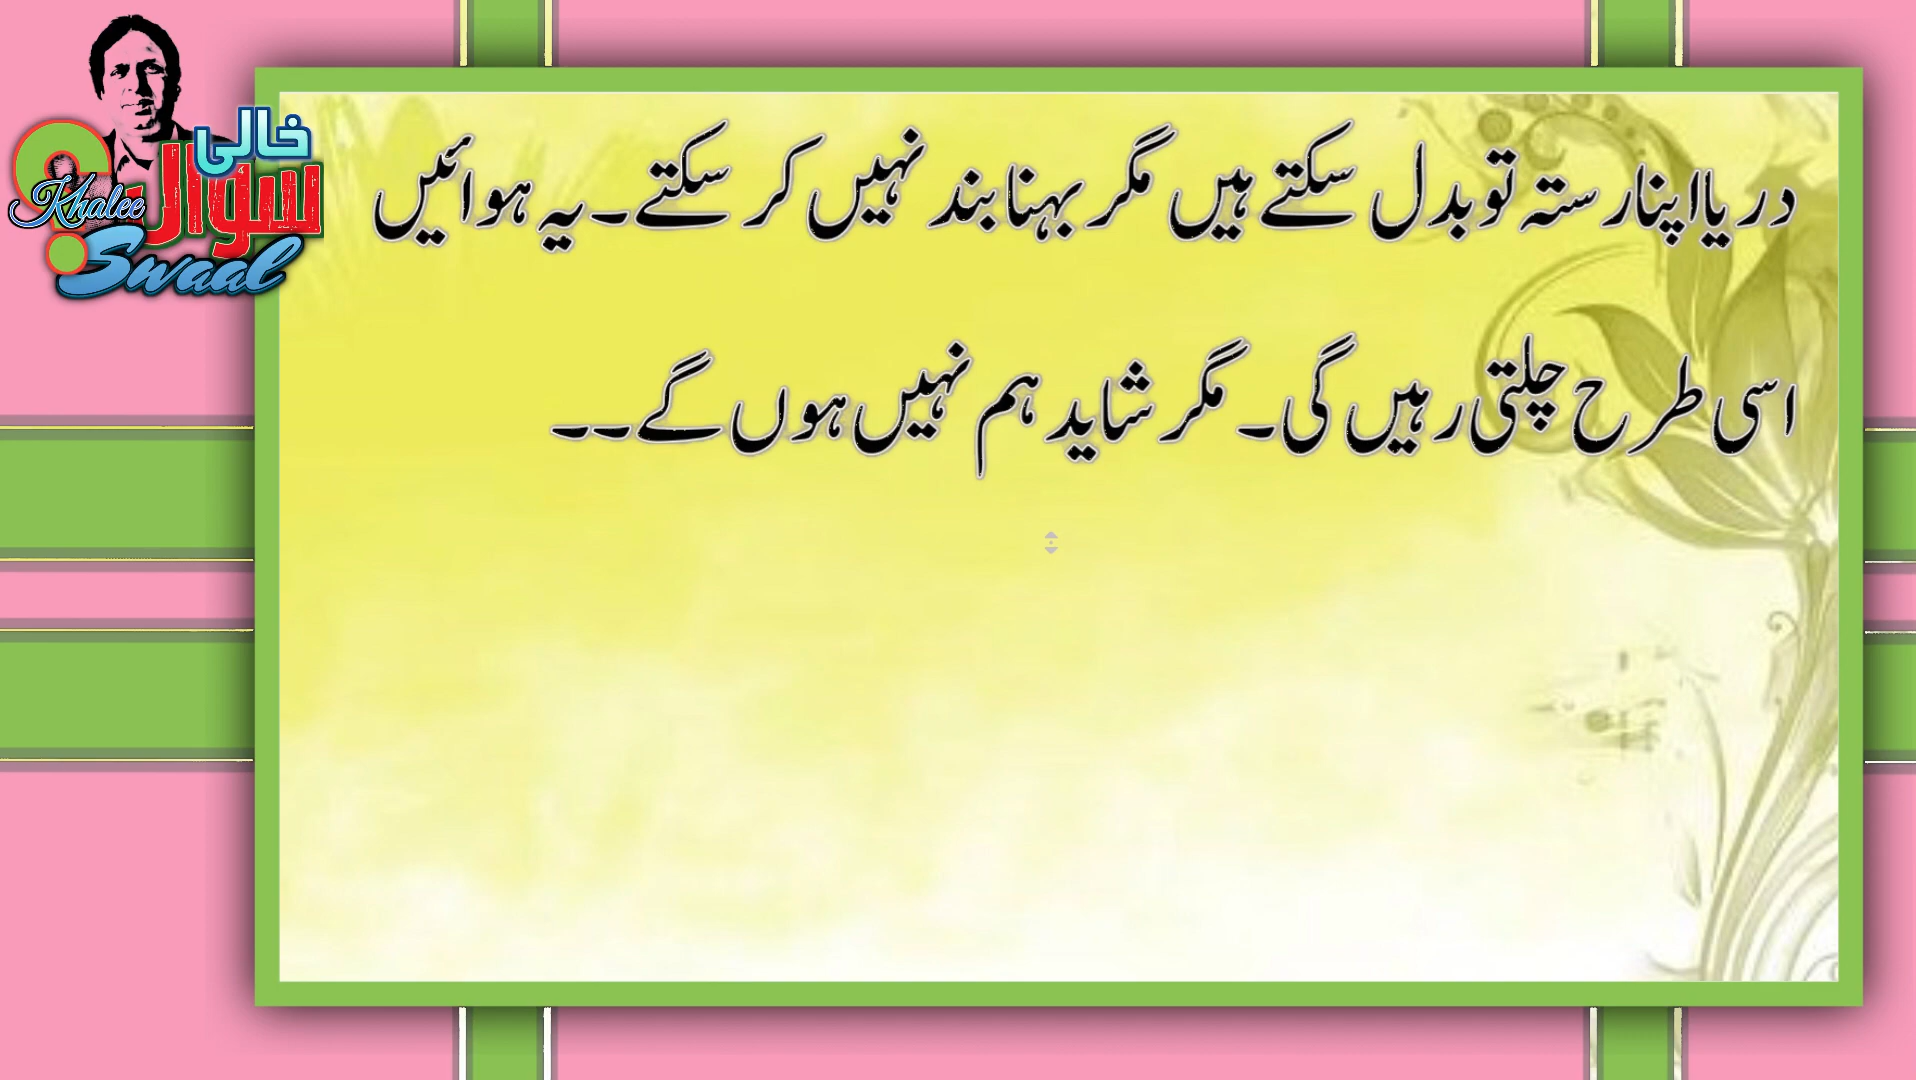 خالی
سوال
Khalee
Swaal
دریا اپنا رستہ تو بدل سکتے ہیں مگر بہنا بند نہیں کر سکتے۔ یہ ہوائیں
اسی طرح چلتی رہیں گی۔ مگر شاید ہم نہیں ہوں گے۔۔